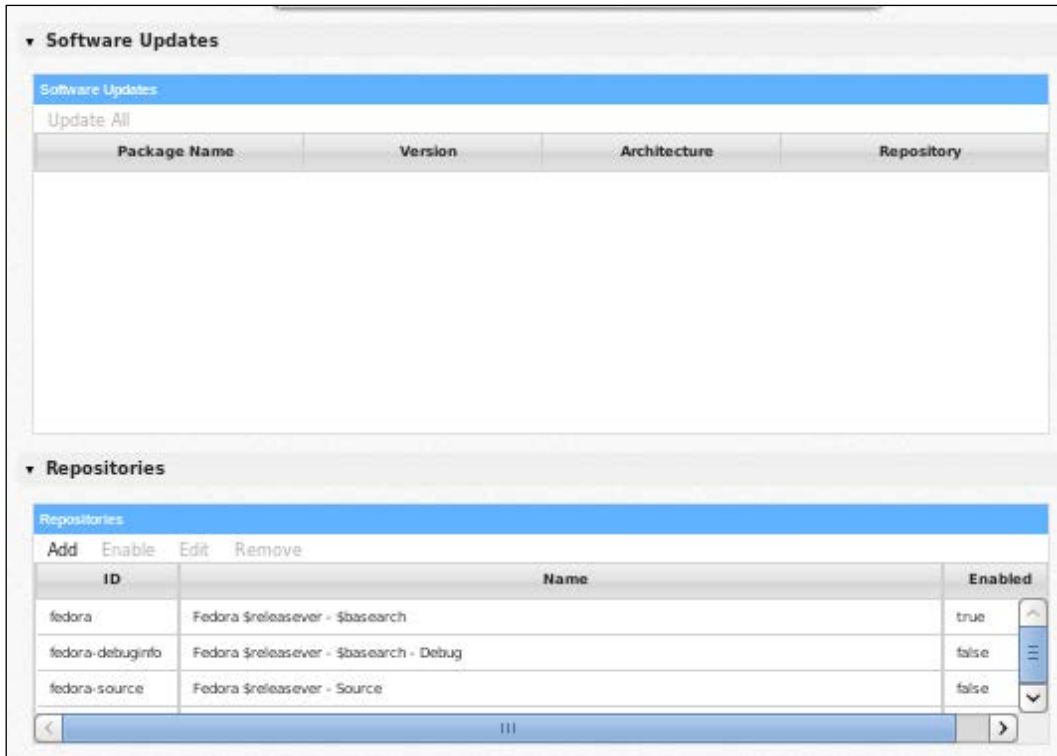 Software Updates
Software Updates
Update All
Package Name Version Architecture Repository
Repositories
Repositories
Add Enable Edit Remove
ID Name Enabled
fedora Fedora $releasever - $basearch true
fedora-debuginfo Fedora $releasever - $basearch - Debug false
fedora-source Fedora $releasever - Source false